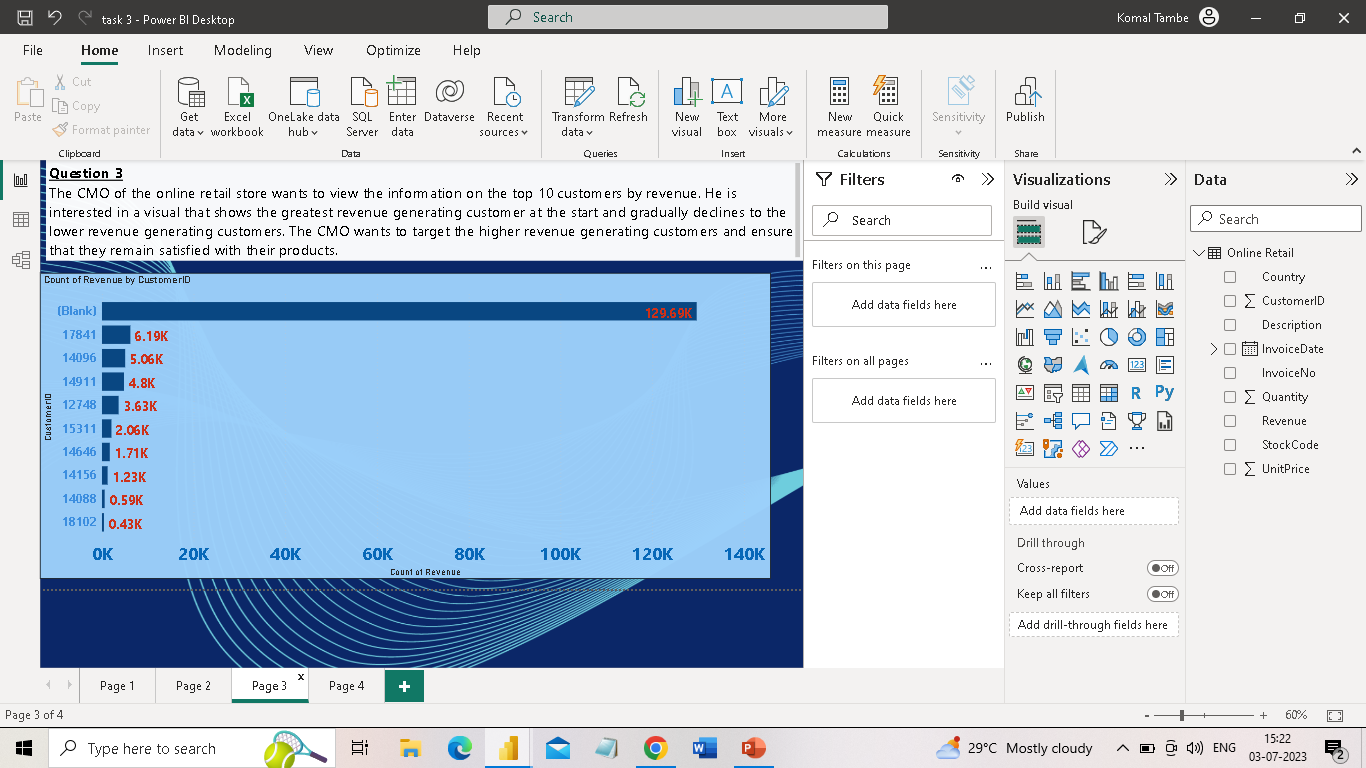 task 3 - Power BI Desktop
Search
Komal Tambe
File Home Insert Modeling View Optimize Help
Paste
Cut
Copy
Format painter
Get data
Excel workbook
OneLake data hub
SQL Server
Enter data
Dataverse
Recent sources
Transform data
Refresh
New visual
Text box
More visuals
New measure
Quick measure
Sensitivity
Publish
Clipboard Data Queries Insert Calculations Sensitivity Share
Question 3
The CMO of the online retail store wants to view the information on the top 10 customers by revenue. He is
interested in a visual that shows the greatest revenue generating customer at the start and gradually declines to the
lower revenue generating customers. The CMO wants to target the higher revenue generating customers and ensure
that they remain satisfied with their products.
Count of Revenue by CustomerID
CustomerID
(Blank) 129.69K
17841 6.19K
14096 5.06K
14911 4.8K
12748 3.63K
15311 2.06K
14646 1.71K
14156 1.23K
14088 0.59K
18102 0.43K
0K 20K 40K 60K 80K 100K 120K 140K
Count of Revenue
Filters
Search
Filters on this page ...
Add data fields here
Filters on all pages ...
Add data fields here
Visualizations
Build visual
123
R Py
123
...
Values
Add data fields here
Drill through
Cross-report Off
Keep all filters Off
Add drill-through fields here
Data
Search
Online Retail
Country
∑ CustomerID
Description
InvoiceDate
InvoiceNo
∑ Quantity
Revenue
StockCode
∑ UnitPrice
Page 1 Page 2 Page 3 x Page 4 +
Page 3 of 4
- + 60%
Type here to search
29°C Mostly cloudy
ENG
15:22
03-07-2023
2